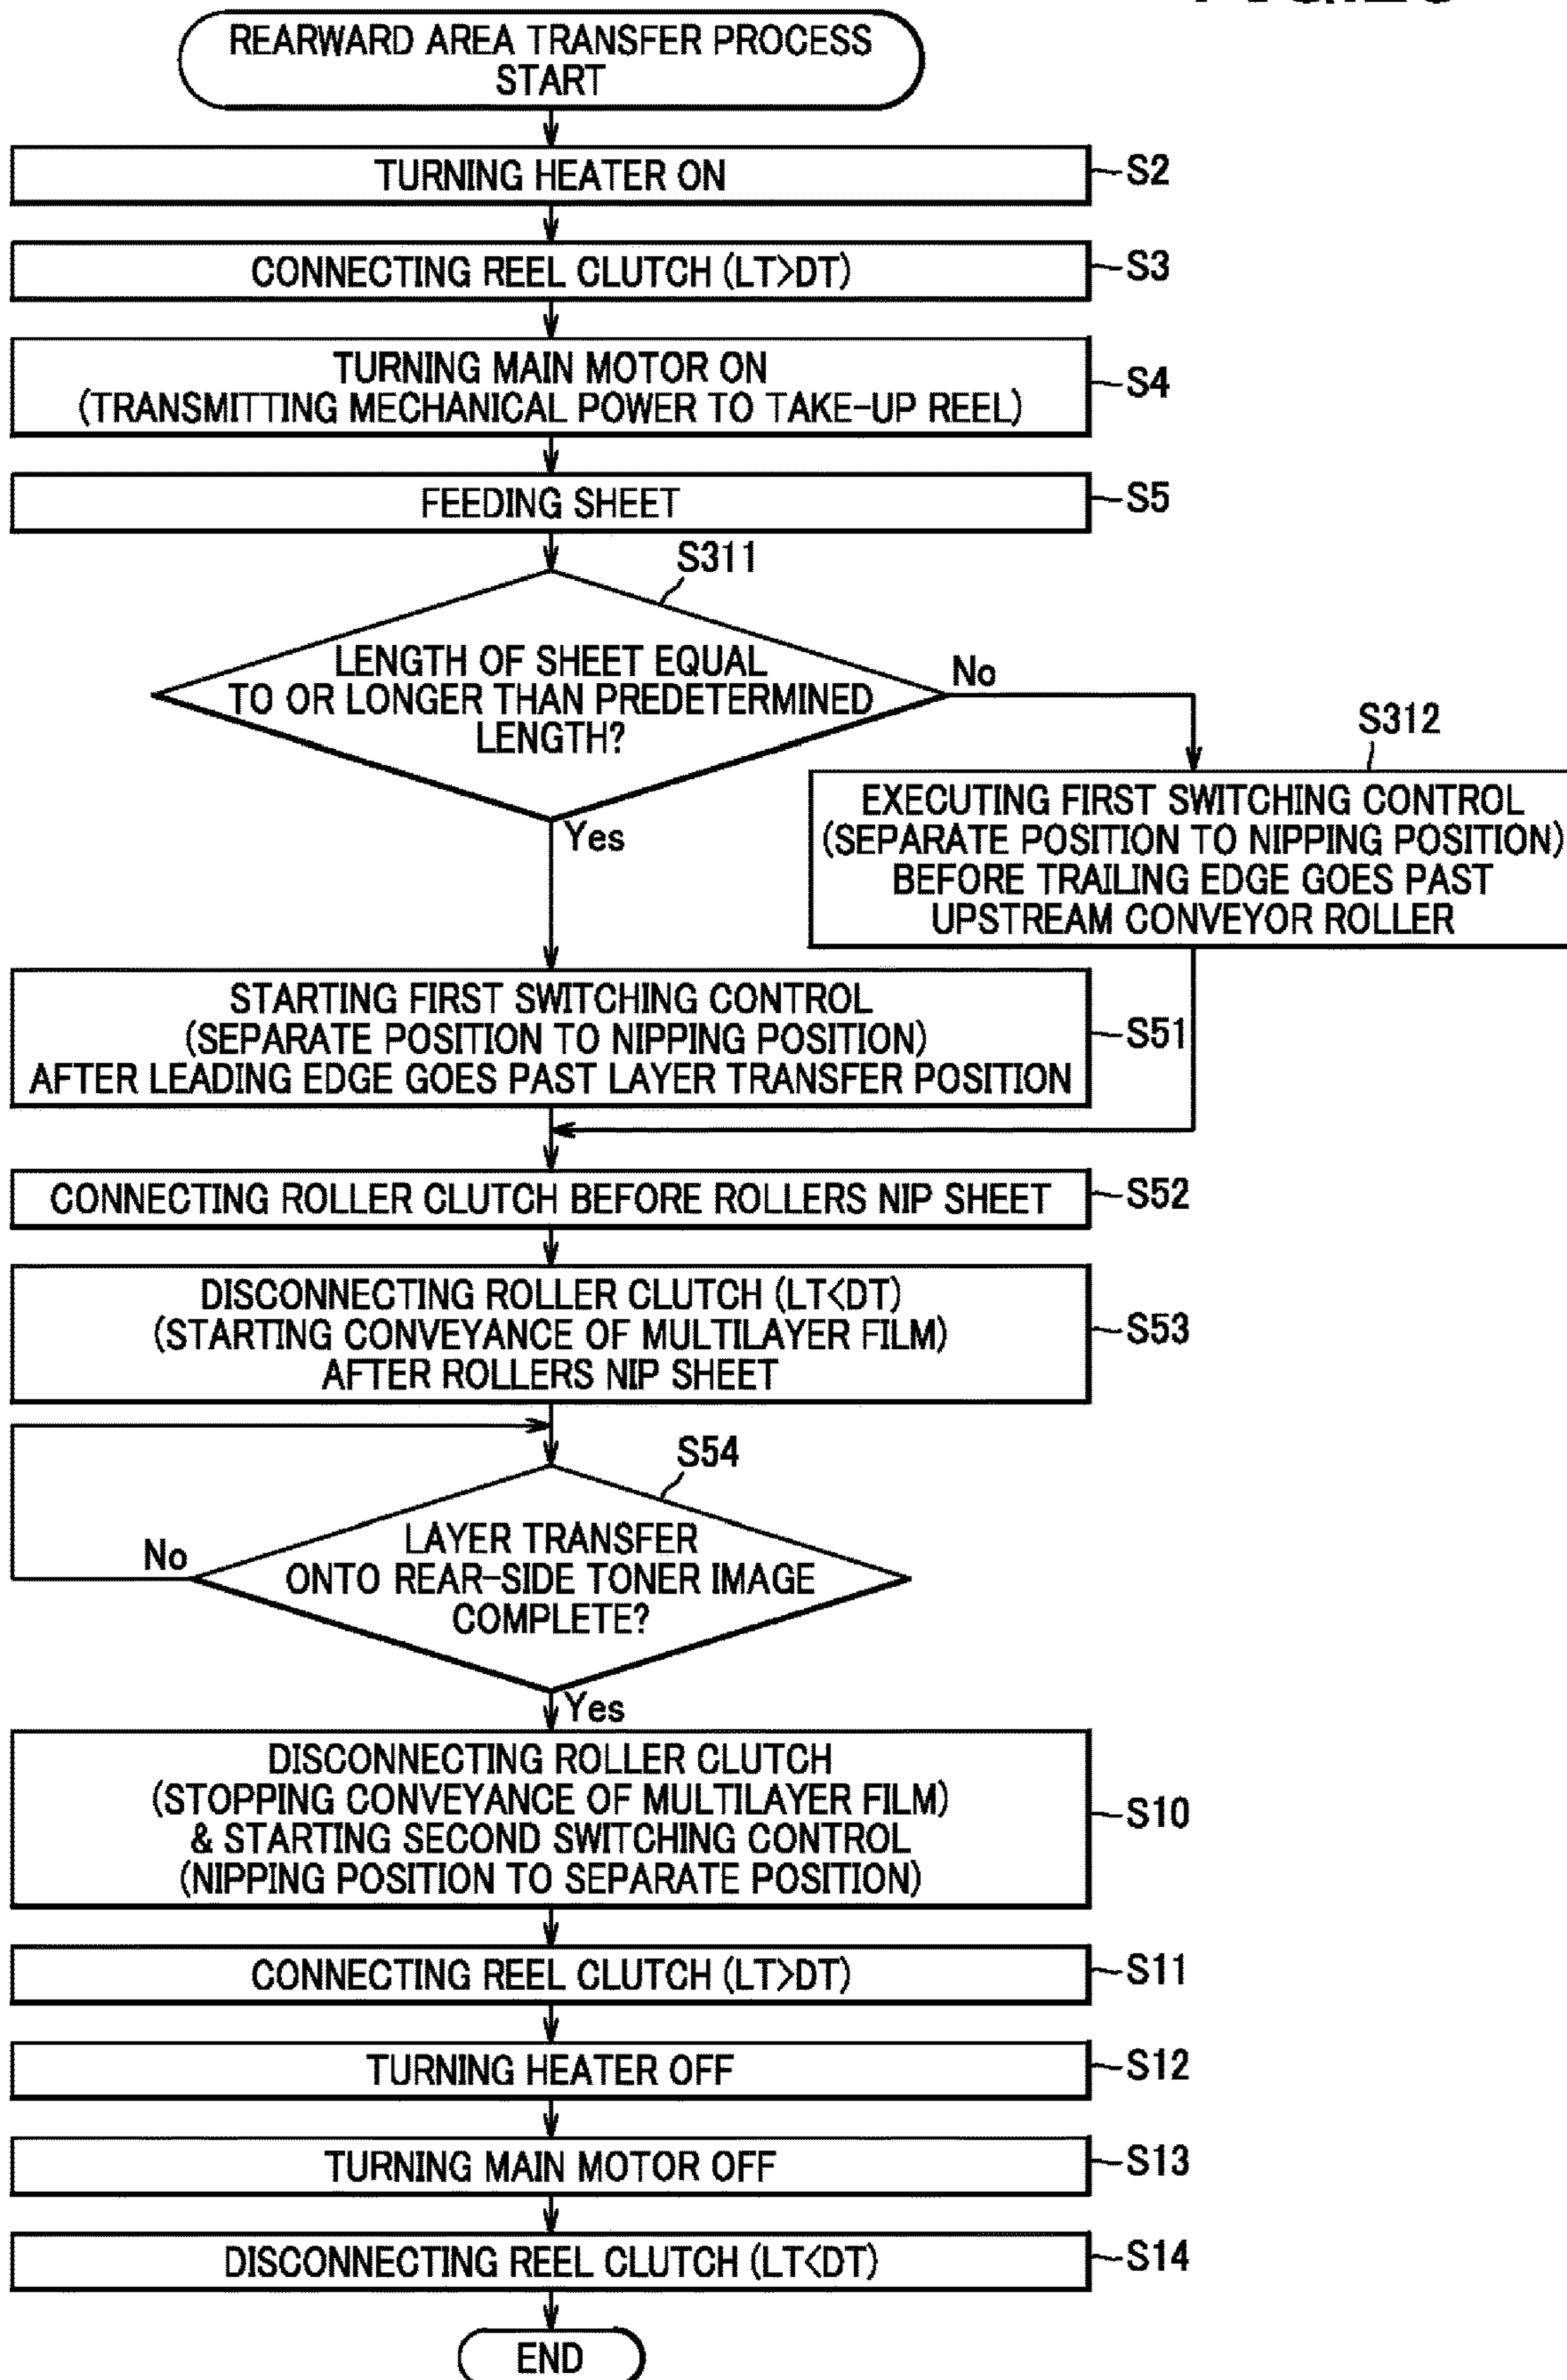 REARWARD AREA TRANSFER PROCESS
START
TURNING HEATER ON
S2
CONNECTING REEL CLUTCH (LT>DT)
S3
TURNING MAIN MOTOR ON
(TRANSMITTING MECHANICAL POWER TO TAKE-UP REEL)
S4
FEEDING SHEET
S5
S311
LENGTH OF SHEET EQUAL
TO OR LONGER THAN PREDETERMINED
LENGTH?
No
Yes
S312
EXECUTING FIRST SWITCHING CONTROL
(SEPARATE POSITION TO NIPPING POSITION)
BEFORE TRAILING EDGE GOES PAST
UPSTREAM CONVEYOR ROLLER
STARTING FIRST SWITCHING CONTROL
(SEPARATE POSITION TO NIPPING POSITION)
AFTER LEADING EDGE GOES PAST LAYER TRANSFER POSITION
S51
CONNECTING ROLLER CLUTCH BEFORE ROLLERS NIP SHEET
S52
DISCONNECTING ROLLER CLUTCH (LT<DT)
(STARTING CONVEYANCE OF MULTILAYER FILM)
AFTER ROLLERS NIP SHEET
S53
S54
LAYER TRANSFER
ONTO REAR-SIDE TONER IMAGE
COMPLETE?
No
Yes
DISCONNECTING ROLLER CLUTCH
(STOPPING CONVEYANCE OF MULTILAYER FILM)
& STARTING SECOND SWITCHING CONTROL
(NIPPING POSITION TO SEPARATE POSITION)
S10
CONNECTING REEL CLUTCH (LT>DT)
S11
TURNING HEATER OFF
S12
TURNING MAIN MOTOR OFF
S13
DISCONNECTING REEL CLUTCH (LT<DT)
S14
END